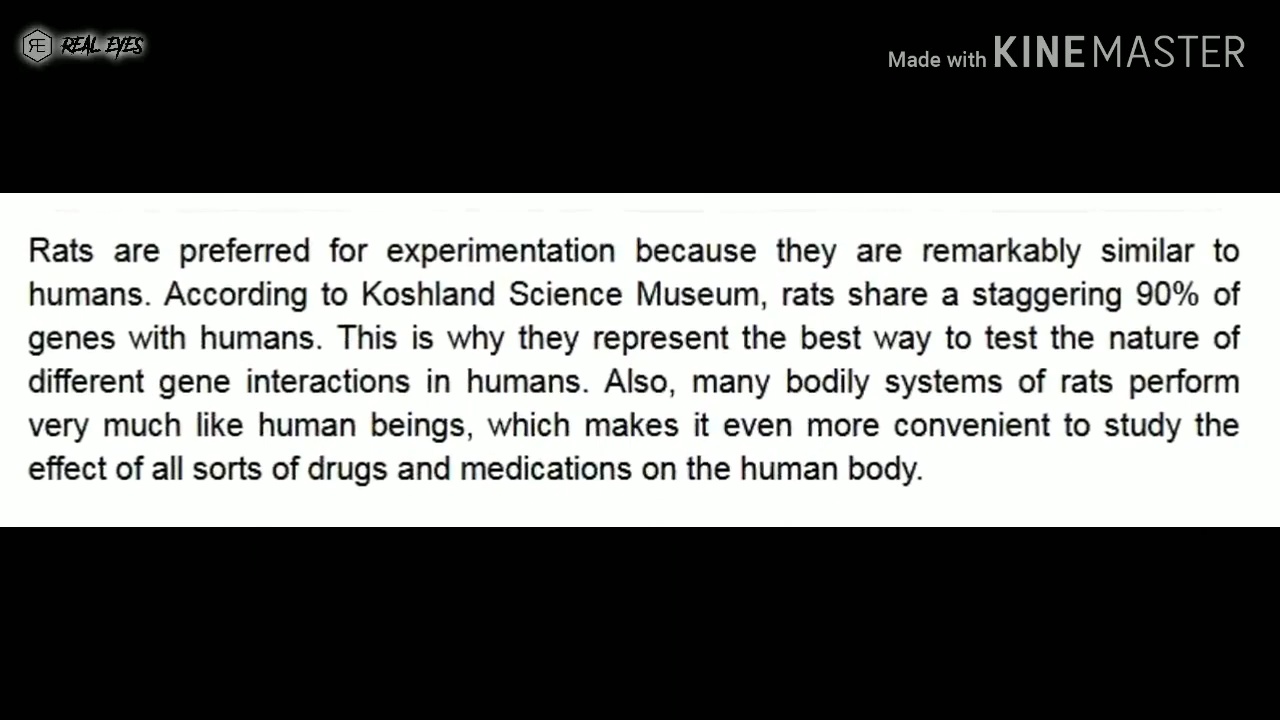 RE REAL EYES
Made with KINEMASTER
Rats are preferred for experimentation because they are remarkably similar to
humans. According to Koshland Science Museum, rats share a staggering 90% of
genes with humans. This is why they represent the best way to test the nature of
different gene interactions in humans. Also, many bodily systems of rats perform
very much like human beings, which makes it even more convenient to study the
effect of all sorts of drugs and medications on the human body.